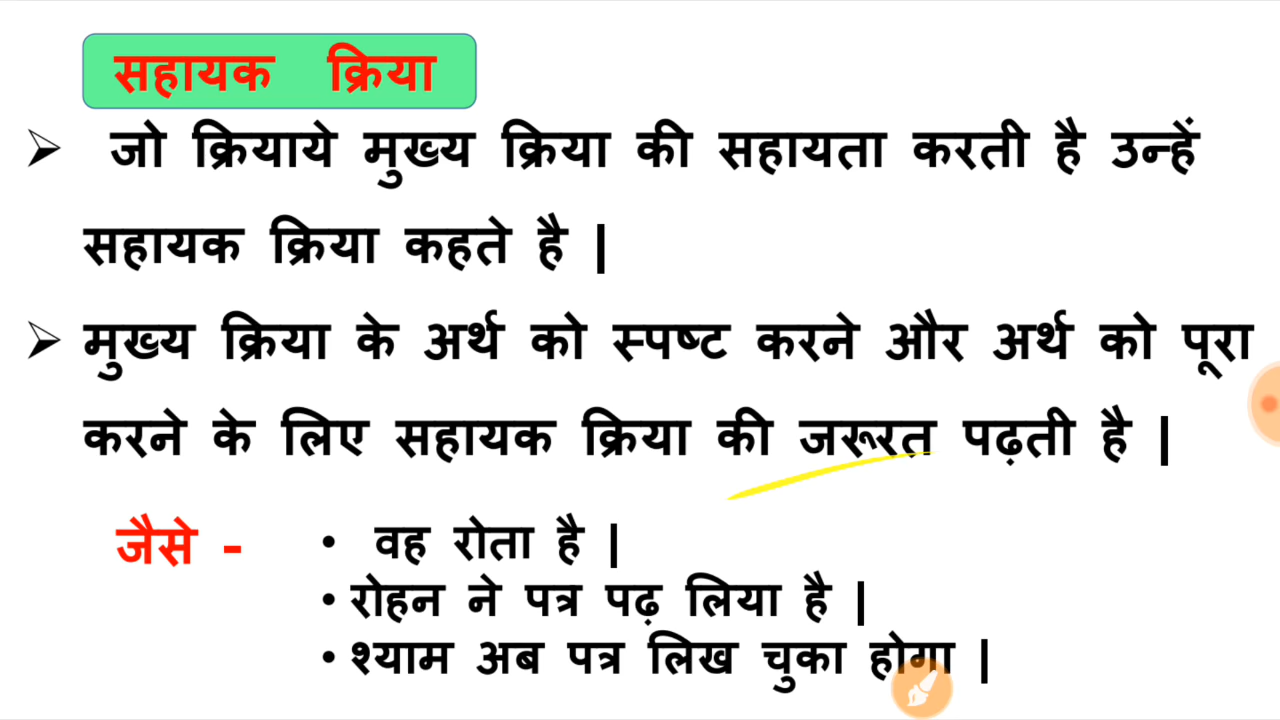 सहायक क्रिया
➢ जो क्रियाये मुख्य क्रिया की सहायता करती है उन्हें
सहायक क्रिया कहते है |
➢ मुख्य क्रिया के अर्थ को स्पष्ट करने और अर्थ को पूरा
करने के लिए सहायक क्रिया की जरूरत पढ़ती है |
जैसे - • वह रोता है |
• रोहन ने पत्र पढ़ लिया है |
• श्याम अब पत्र लिख चुका होगा |